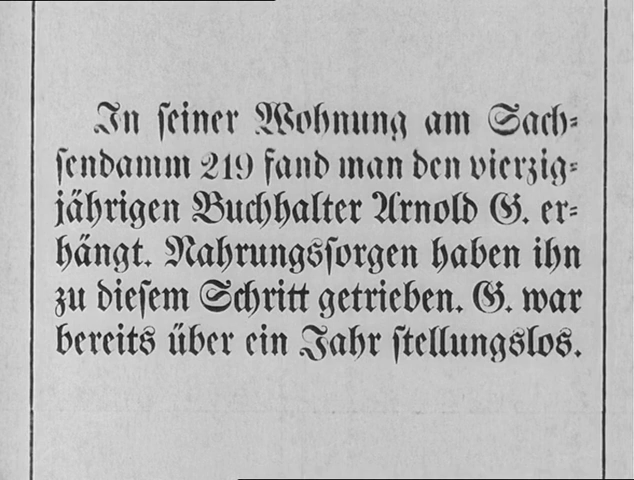 In seiner Wohnung am Sach-
sendamm 219 fand man den vierzig-
jährigen Buchhalter Arnold G. er-
hängt. Nahrungssorgen haben ihn
zu diesem Schritt getrieben. G. war
bereits über ein Jahr stellungslos.